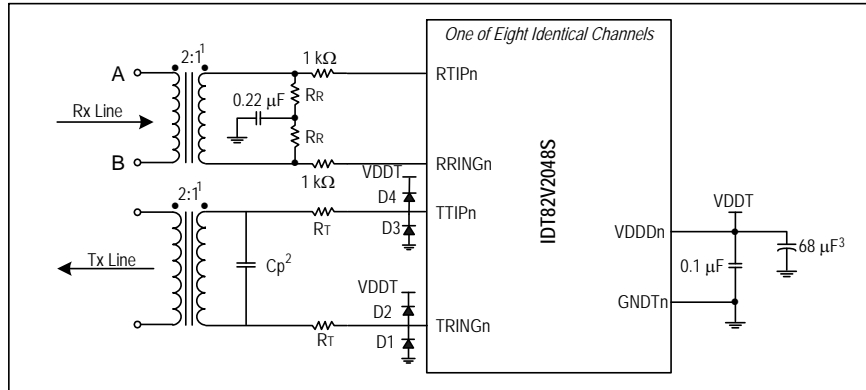 One of Eight Identical Channels
A
2:1¹
1 kΩ
RTIPn
0.22 µF
RR
Rx Line
RR
B
1 kΩ
RRINGn
2:1¹
VDDT
D4
TTIPn
RT
D3
Tx Line
Cp²
VDDT
D2
TRINGn
RT
D1
IDT82V2048S
VDDT
VDDDn
0.1 µF
68 µF³
GNDTn